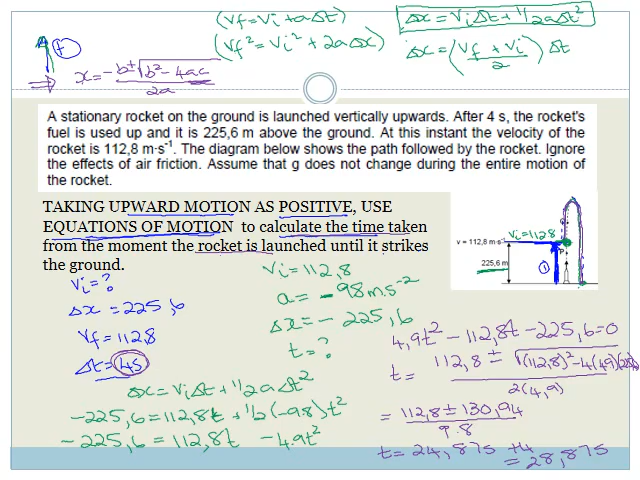 (Vf = Vi + aΔt)
Δx = ViΔt + 1/2 aΔt²
(Vf² = Vi² + 2aΔx)
Δx = (Vf + Vi / 2) Δt
+
x = -b ± √b² - 4ac / 2a
A stationary rocket on the ground is launched vertically upwards. After 4 s, the rocket's
fuel is used up and it is 225,6 m above the ground. At this instant the velocity of the
rocket is 112,8 m·s⁻¹. The diagram below shows the path followed by the rocket. Ignore
the effects of air friction. Assume that g does not change during the entire motion of
the rocket.
TAKING UPWARD MOTION AS POSITIVE, USE
EQUATIONS OF MOTION to calculate the time taken
from the moment the rocket is launched until it strikes
the ground.
Vi = 112,8
v = 112,8 m·s⁻¹
P
225,6 m
1
Vi = ?
Δx = 225,6
Vf = 112,8
Δt = 4s
Vi = 112,8
a = -9,8 m.s⁻²
Δx = -225,6
t = ?
Δx = ViΔt + 1/2 aΔt²
-225,6 = 112,8t + 1/2(-9,8)t²
-225,6 = 112,8t - 4,9t²
4,9t² - 112,8t - 225,6 = 0
t = 112,8 ± √(112,8)² - 4(4,9)(225,6) / 2(4,9)
= 112,8 ± 130,94 / 9.8
t = 24,875 + 4
= 28,875